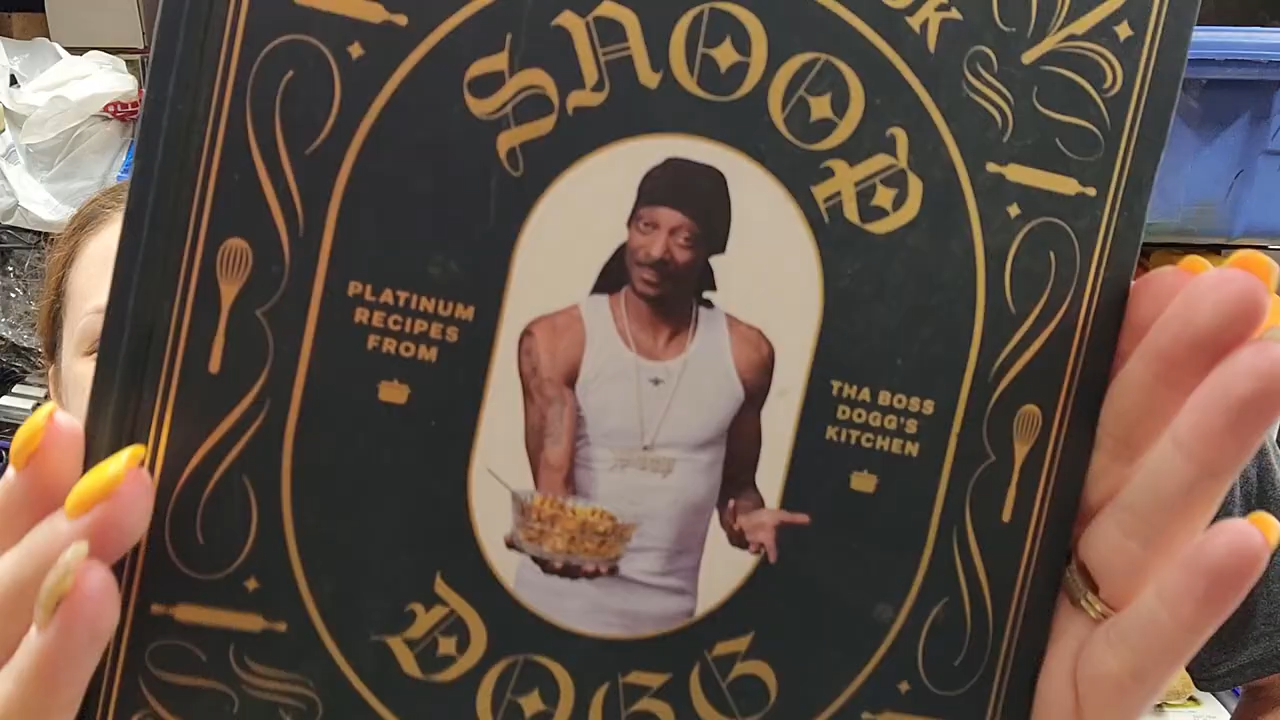 SNOOP
PLATINUM
RECIPES
FROM
THA BOSS
DOGG'S
KITCHEN
DOGG